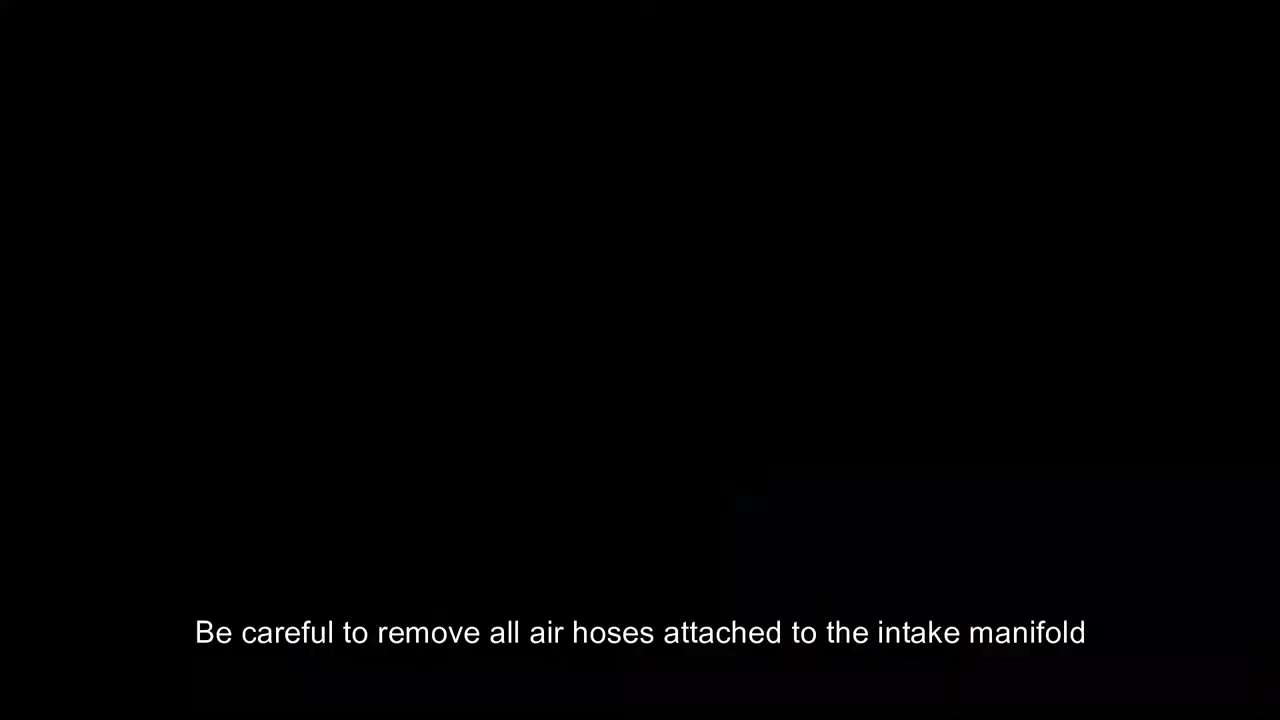 Be careful to remove all air hoses attached to the intake manifold